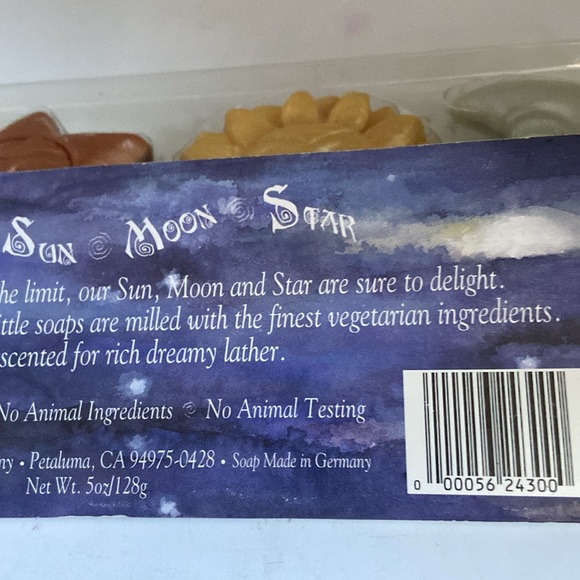 Sun Moon Star
he limit, our Sun, Moon and Star are sure to delight.
ittle soaps are milled with the finest vegetarian ingredients.
scented for rich dreamy lather.
No Animal Ingredients No Animal Testing
ny • Petaluma, CA 94975-0428 • Soap Made in Germany
Net Wt. 5oz/128g
0 00056 24300